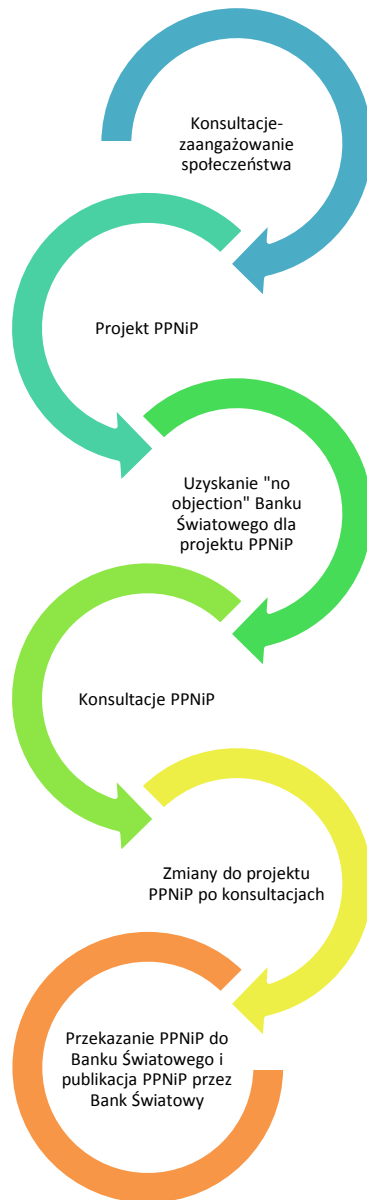 Konsultacje-
zaangażowanie
społeczeństwa
Projekt PPNiP
Uzyskanie "no
objection" Banku
Światowego dla
projektu PPNiP
Konsultacje PPNiP
Zmiany do projektu
PPNiP po konsultacjach
Przekazanie PPNiP do
Banku Światowego i
publikacja PPNiP przez
Bank Światowy